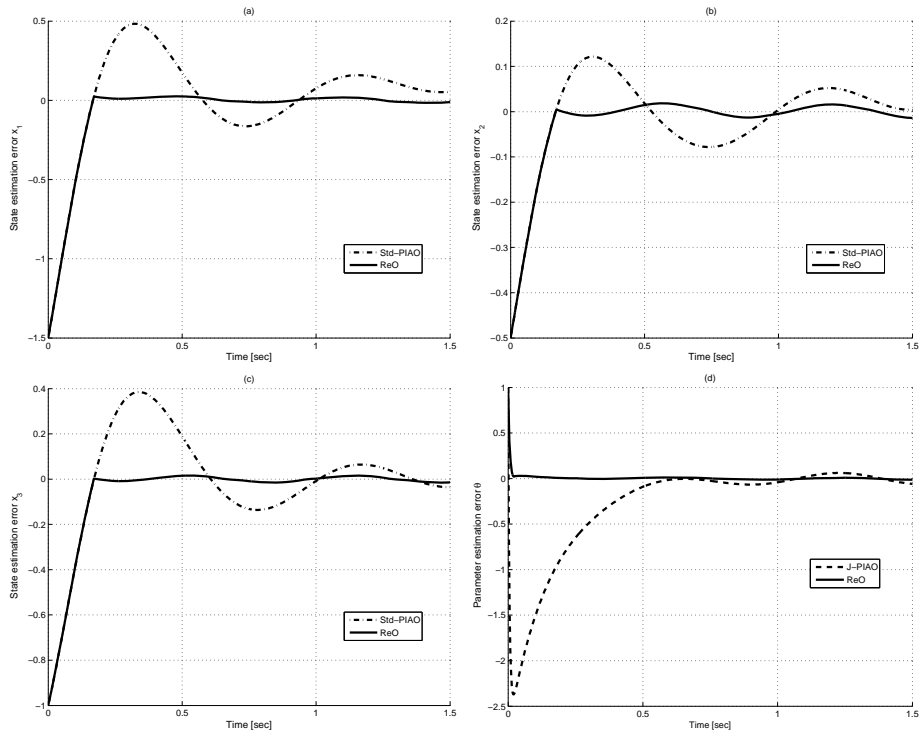 (a)
0.5
0
−0.5
−1
−1.5
0
0.5
1
1.5
State estimation error x1
Time [sec]
Std−PIAO
ReO
(b)
0.2
0.1
0
−0.1
−0.2
−0.3
−0.4
−0.5
0
0.5
1
1.5
State estimation error x2
Time [sec]
Std−PIAO
ReO
(c)
0.4
0.2
0
−0.2
−0.4
−0.6
−0.8
−1
0
0.5
1
1.5
State estimation error x3
Time [sec]
Std−PIAO
ReO
(d)
1
0.5
0
−0.5
−1
−1.5
−2
−2.5
0
0.5
1
1.5
Parameter estimation error θ
Time [sec]
J−PIAO
ReO